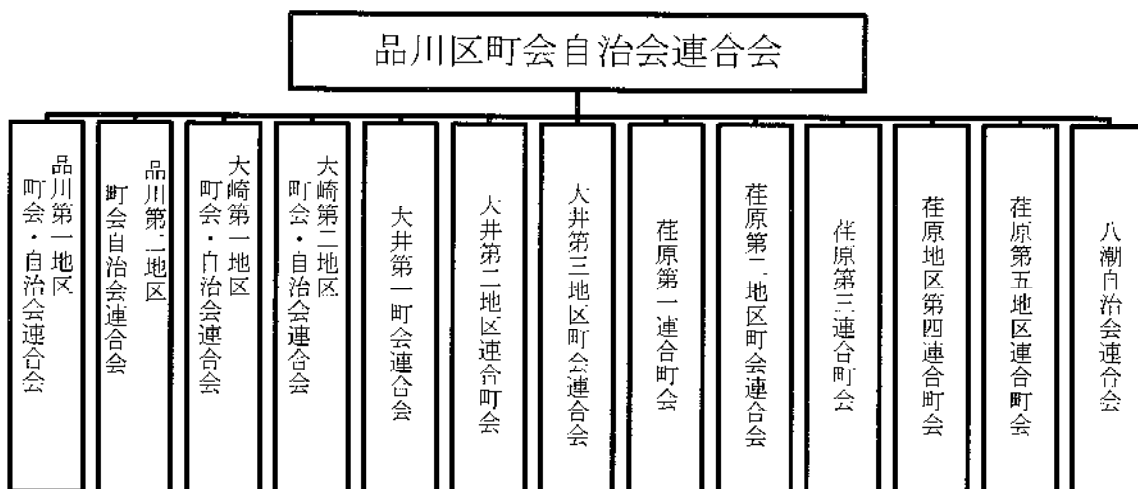 品川区町会自治会連合会
品川第一地区
町会・自治会連合会
品川第二地区
町会自治会連合会
大崎第一地区
町会・自治会連合会
大崎第二地区
町会・自治会連合会
大井第一町会連合会
大井第二地区連合町会
大井第三地区町会連合会
荏原第一連合町会
荏原第二地区町会連合会
荏原第三連合町会
荏原地区第四連合町会
荏原第五地区連合町会
八潮自治会連合会